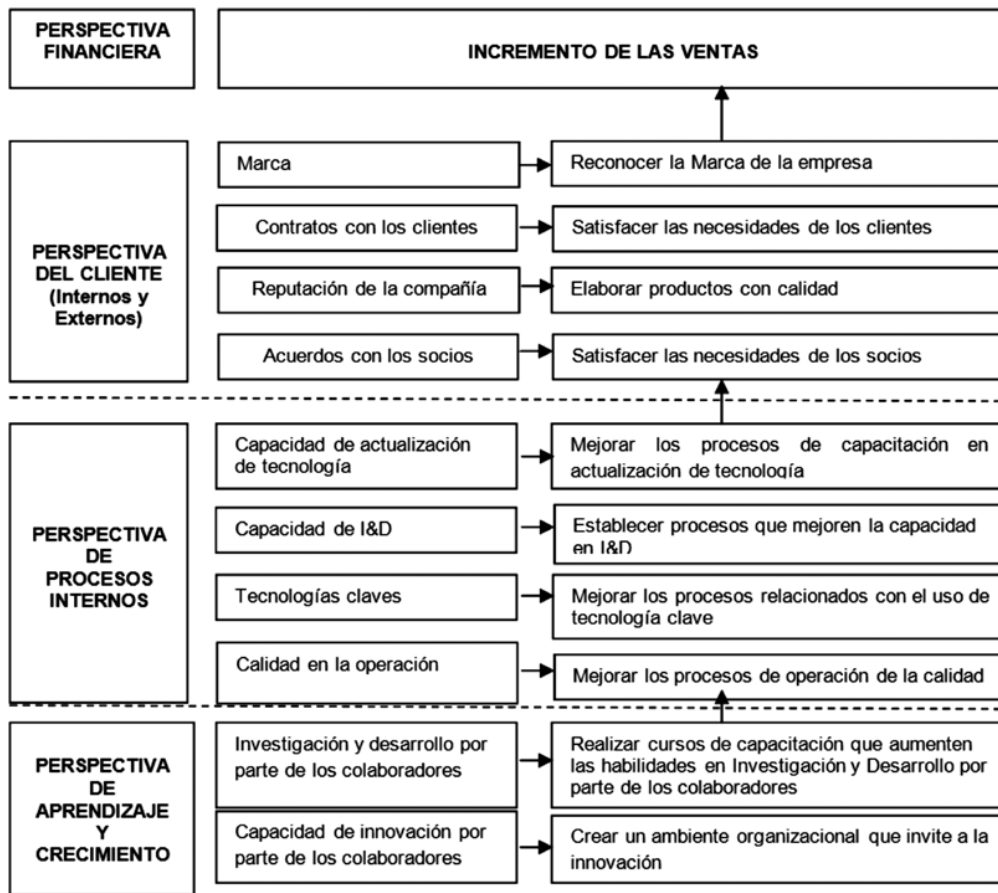 PERSPECTIVA
FINANCIERA
INCREMENTO DE LAS VENTAS
PERSPECTIVA
DEL CLIENTE
(Internos y
Externos)
Marca
Reconocer la Marca de la empresa
Contratos con los clientes
Satisfacer las necesidades de los clientes
Reputación de la compañía
Elaborar productos con calidad
Acuerdos con los socios
Satisfacer las necesidades de los socios
PERSPECTIVA
DE
PROCESOS
INTERNOS
Capacidad de actualización
de tecnología
Mejorar los procesos de capacitación en
actualización de tecnología
Capacidad de I&D
Establecer procesos que mejoren la capacidad
en I&D
Tecnologías claves
Mejorar los procesos relacionados con el uso de
tecnología clave
Calidad en la operación
Mejorar los procesos de operación de la calidad
PERSPECTIVA
DE
APRENDIZAJE
Y
CRECIMIENTO
Investigación y desarrollo por
parte de los colaboradores
Realizar cursos de capacitación que aumenten
las habilidades en Investigación y Desarrollo por
parte de los colaboradores
Capacidad de innovación por
parte de los colaboradores
Crear un ambiente organizacional que invite a la
innovación